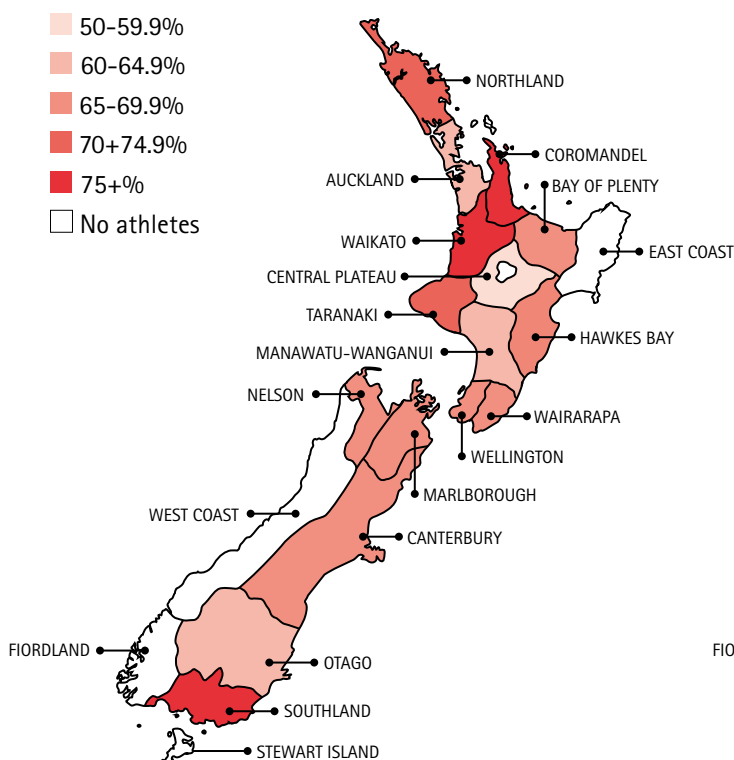 50-59.9%
60-64.9%
65-69.9%
70+74.9%
75+%
No athletes
NORTHLAND
COROMANDEL
AUCKLAND
BAY OF PLENTY
WAIKATO
EAST COAST
CENTRAL PLATEAU
TARANAKI
HAWKES BAY
MANAWATU-WANGANUI
NELSON
WAIRARAPA
WELLINGTON
MARLBOROUGH
WEST COAST
CANTERBURY
FIORDLAND
FIO
OTAGO
SOUTHLAND
STEWART ISLAND